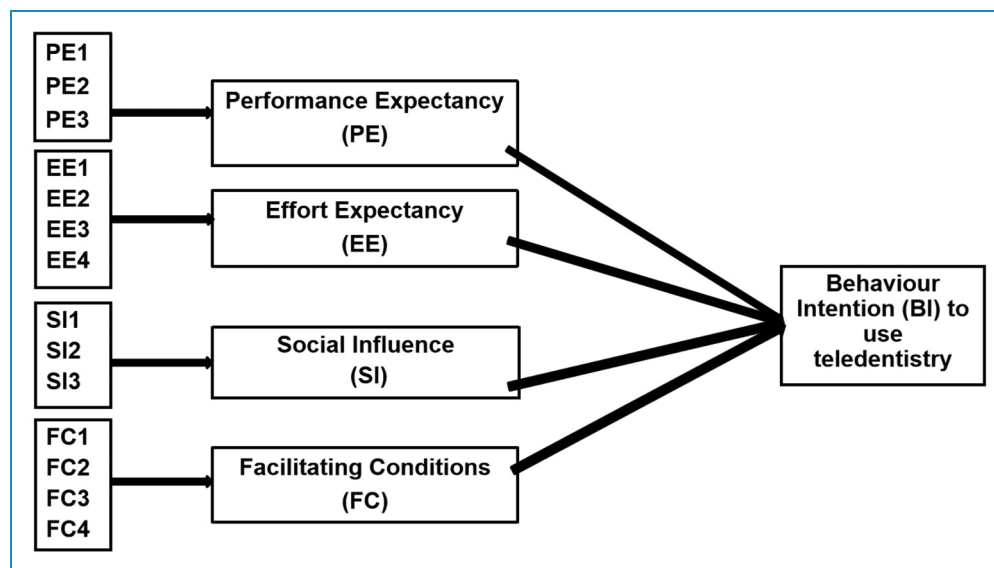 PE1
PE2
PE3
Performance Expectancy
(PE)
EE1
EE2
EE3
EE4
Effort Expectancy
(EE)
SI1
SI2
SI3
Social Influence
(SI)
FC1
FC2
FC3
FC4
Facilitating Conditions
(FC)
Behaviour
Intention (BI) to
use
teledentistry